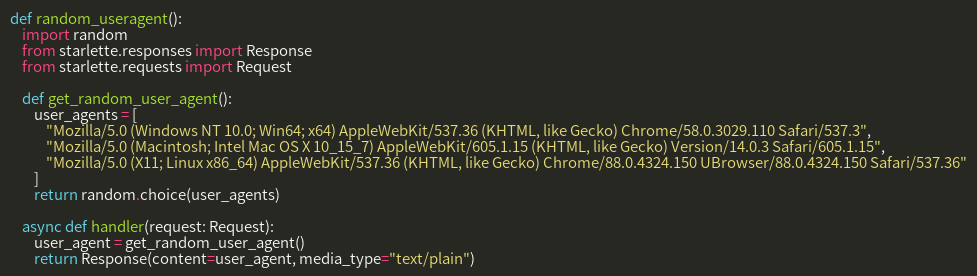 def random_useragent():
    import random
    from starlette.responses import Response
    from starlette.requests import Request

    def get_random_user_agent():
        user_agents = [
            "Mozilla/5.0 (Windows NT 10.0; Win64; x64) AppleWebKit/537.36 (KHTML, like Gecko) Chrome/58.0.3029.110 Safari/537.3",
            "Mozilla/5.0 (Macintosh; Intel Mac OS X 10_15_7) AppleWebKit/605.1.15 (KHTML, like Gecko) Version/14.0.3 Safari/605.1.15",
            "Mozilla/5.0 (X11; Linux x86_64) AppleWebKit/537.36 (KHTML, like Gecko) Chrome/88.0.4324.150 UBrowser/88.0.4324.150 Safari/537.36"
        ]
        return random.choice(user_agents)

    async def handler(request: Request):
        user_agent = get_random_user_agent()
        return Response(content=user_agent, media_type="text/plain")